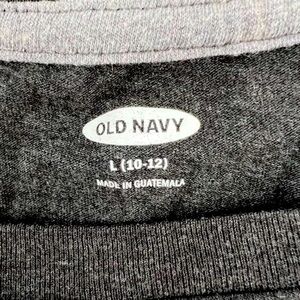 OLD NAVY
L (10-12)
MADE IN GUATEMALA